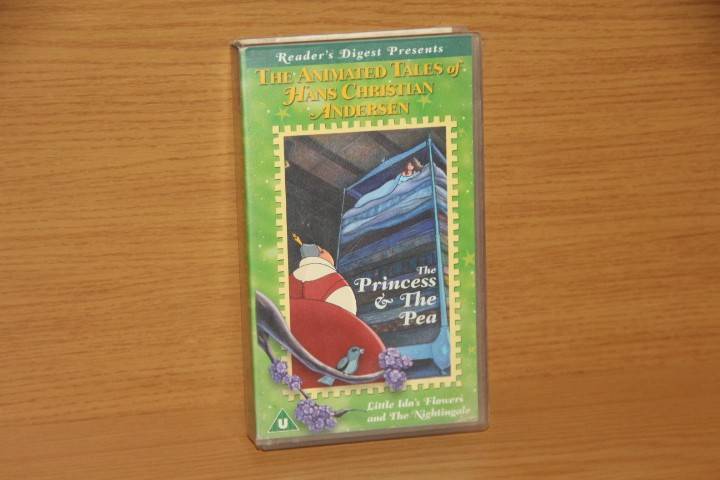 Reader's Digest Presents
THE ANIMATED TALES of
HANS CHRISTIAN
ANDERSEN
The
Princess
& The
Pea
Little Ida's Flowers
and The Nightingale
U